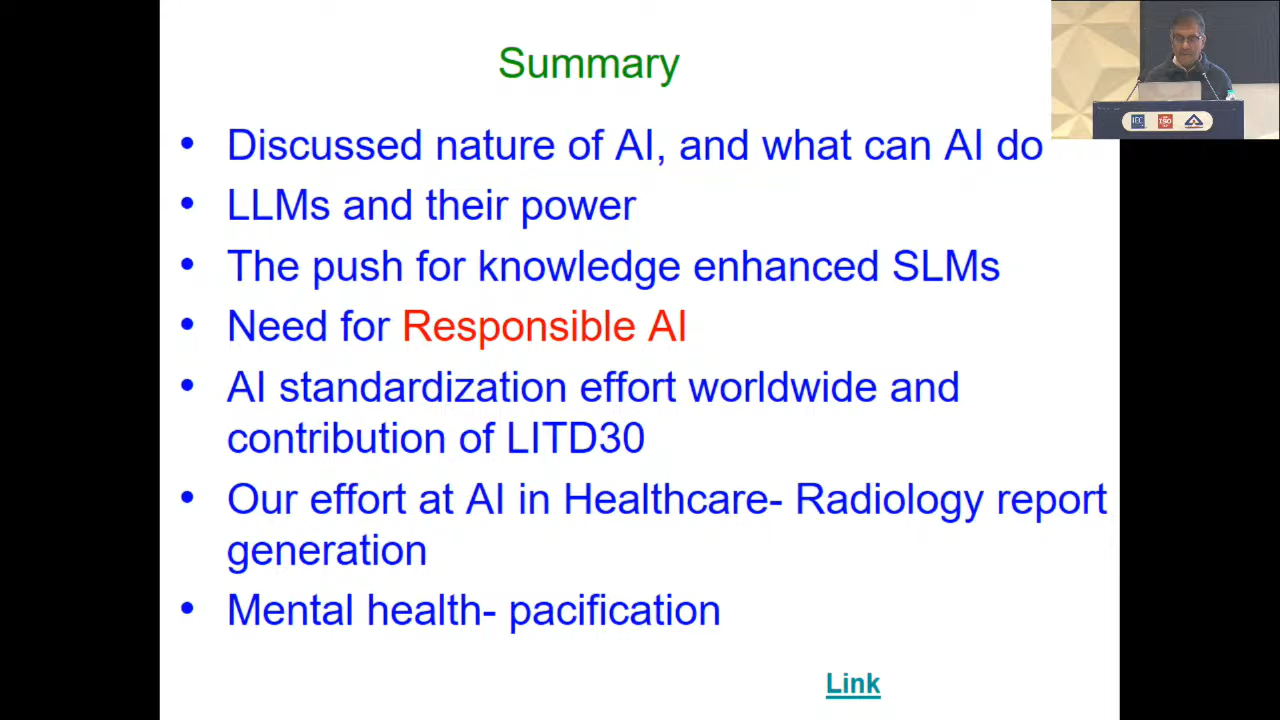 Summary
• Discussed nature of AI, and what can AI do
• LLMs and their power
• The push for knowledge enhanced SLMs
• Need for Responsible AI
• AI standardization effort worldwide and
contribution of LITD30
• Our effort at AI in Healthcare- Radiology report
generation
• Mental health- pacification
Link
IEC
ISO